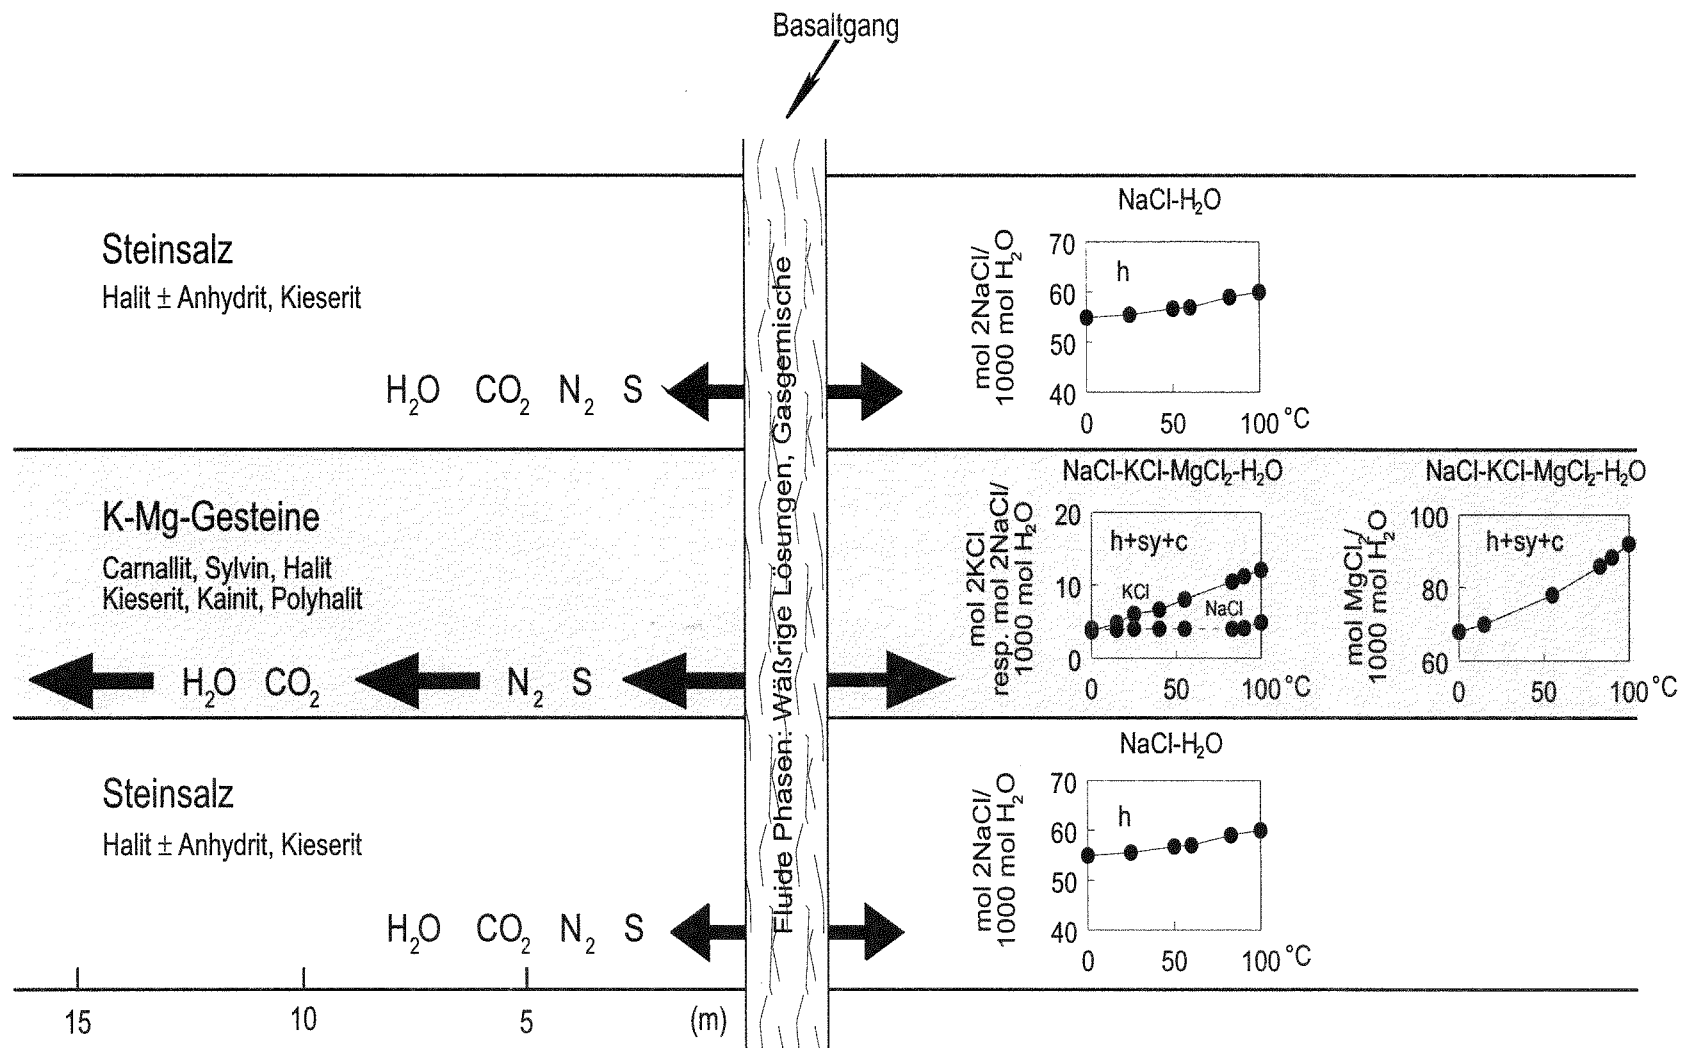 Basaltgang
Fluide Phasen: Wäßrige Lösungen, Gasgemische
Steinsalz
Halit ± Anhydrit, Kieserit
H₂O CO₂ N₂ S
NaCl-H₂O
mol 2NaCl/
1000 mol H₂O
70
60
50
40
h
0 50 100 °C
K-Mg-Gesteine
Carnallit, Sylvin, Halit
Kieserit, Kainit, Polyhalit
H₂O CO₂ N₂ S
NaCl-KCl-MgCl₂-H₂O
mol 2KCl
resp. mol 2NaCl/
1000 mol H₂O
20
10
0
h+sy+c
KCl
NaCl
0 50 100 °C
NaCl-KCl-MgCl₂-H₂O
mol MgCl₂/
1000 mol H₂O
100
80
60
h+sy+c
0 50 100 °C
Steinsalz
Halit ± Anhydrit, Kieserit
H₂O CO₂ N₂ S
NaCl-H₂O
mol 2NaCl/
1000 mol H₂O
70
60
50
40
h
0 50 100 °C
15 10 5 (m)